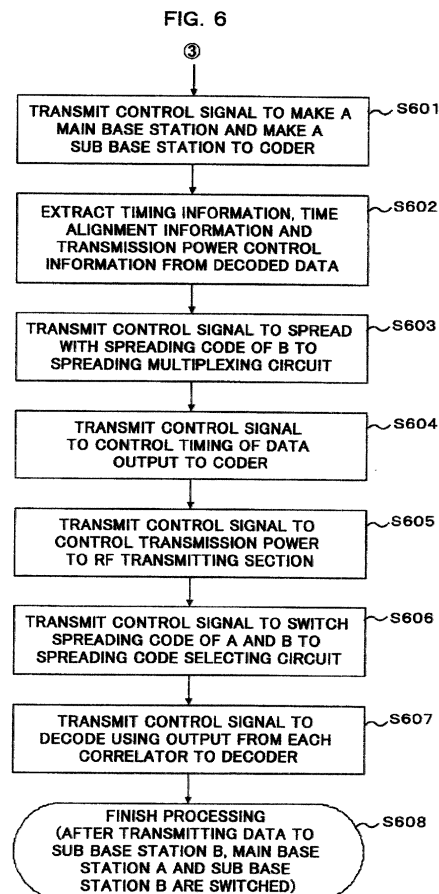 FIG. 6
③
TRANSMIT CONTROL SIGNAL TO MAKE A
MAIN BASE STATION AND MAKE A
SUB BASE STATION TO CODER
S601
EXTRACT TIMING INFORMATION, TIME
ALIGNMENT INFORMATION AND
TRANSMISSION POWER CONTROL
INFORMATION FROM DECODED DATA
S602
TRANSMIT CONTROL SIGNAL TO SPREAD
WITH SPREADING CODE OF B TO
SPREADING MULTIPLEXING CIRCUIT
S603
TRANSMIT CONTROL SIGNAL
TO CONTROL TIMING OF DATA
OUTPUT TO CODER
S604
TRANSMIT CONTROL SIGNAL TO
CONTROL TRANSMISSION POWER
TO RF TRANSMITTING SECTION
S605
TRANSMIT CONTROL SIGNAL TO SWITCH
SPREADING CODE OF A AND B TO
SPREADING CODE SELECTING CIRCUIT
S606
TRANSMIT CONTROL SIGNAL TO
DECODE USING OUTPUT FROM EACH
CORRELATOR TO DECODER
S607
FINISH PROCESSING
(AFTER TRANSMITTING DATA TO
SUB BASE STATION B, MAIN BASE
STATION A AND SUB BASE
STATION B ARE SWITCHED)
S608